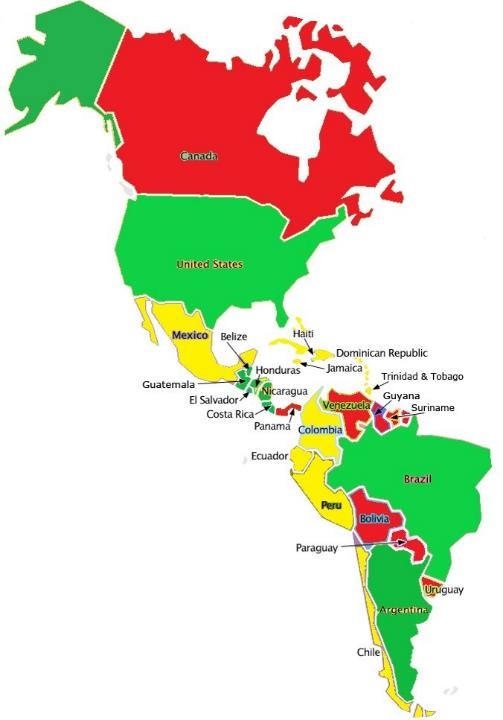 Canada
United States
Mexico
Belize
Haiti
Dominican Republic
Jamaica
Honduras
Trinidad & Tobago
Guatemala
Nicaragua
Guyana
El Salvador
Venezuela
Suriname
Costa Rica
Panama
Colombia
Ecuador
Brazil
Peru
Bolivia
Paraguay
Uruguay
Argentina
Chile